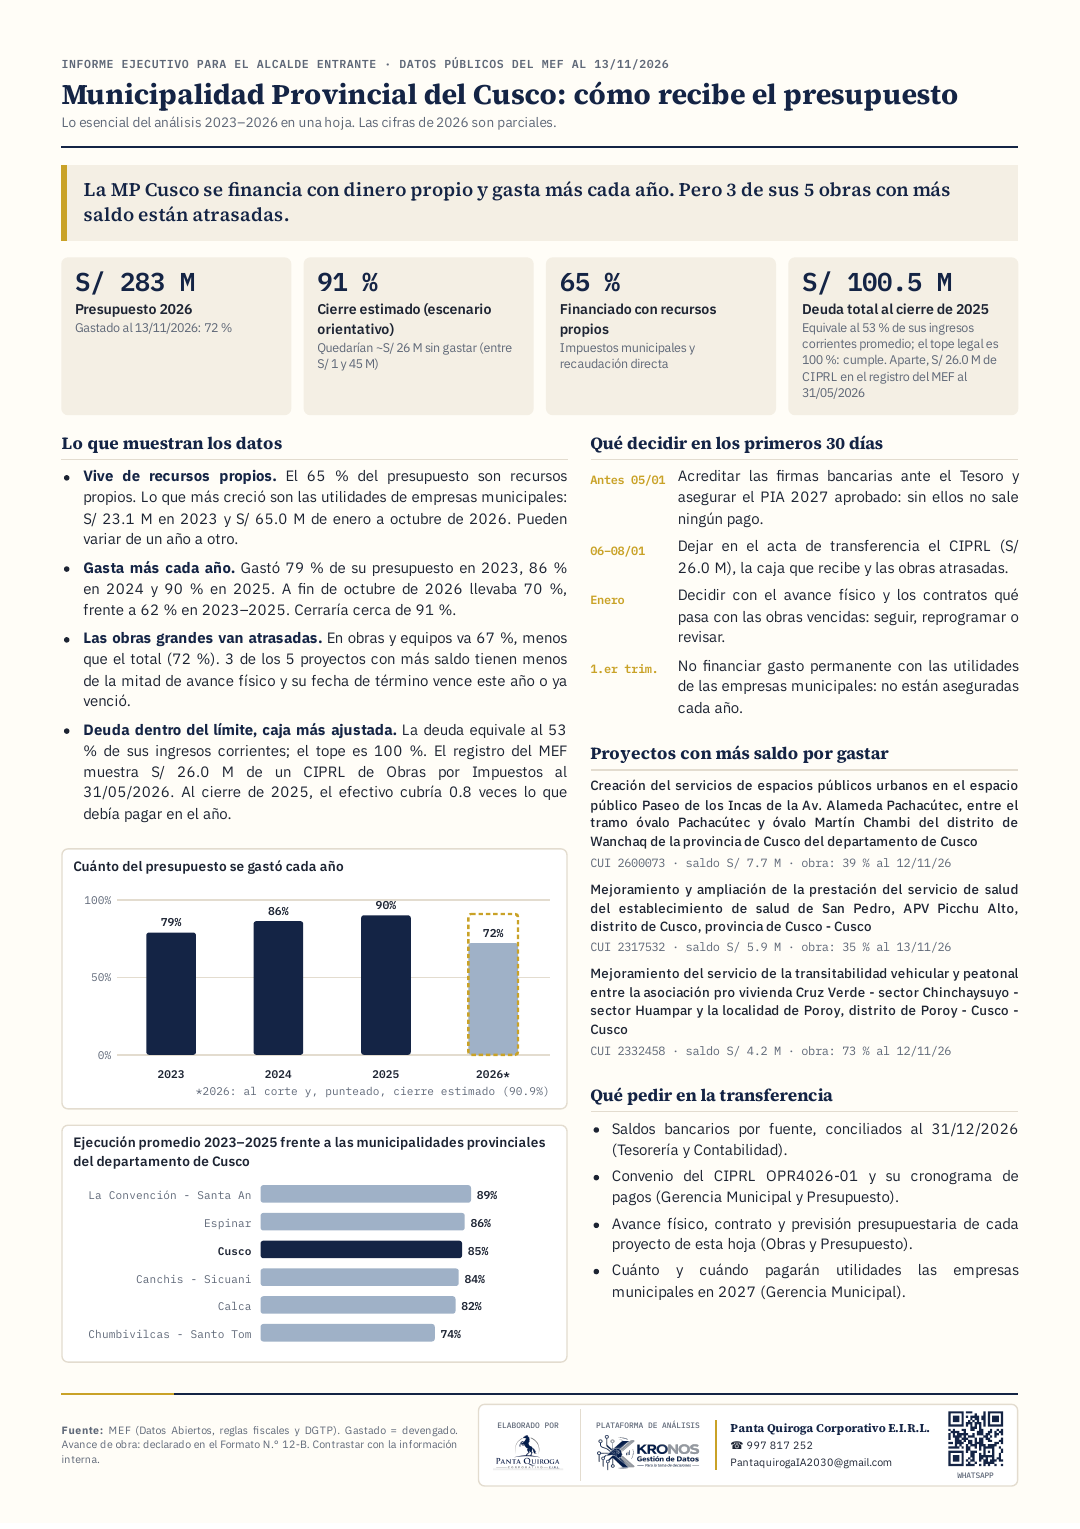 INFORME EJECUTIVO PARA EL ALCALDE ENTRANTE · DATOS PÚBLICOS DEL MEF AL 13/11/2026
Municipalidad Provincial del Cusco: cómo recibe el presupuesto
Lo esencial del análisis 2023–2026 en una hoja. Las cifras de 2026 son parciales.
La MP Cusco se financia con dinero propio y gasta más cada año. Pero 3 de sus 5 obras con más
saldo están atrasadas.
S/ 283 M
Presupuesto 2026
Gastado al 13/11/2026: 72 %
91 %
Cierre estimado (escenario
orientativo)
Quedarían ~S/ 26 M sin gastar (entre
S/ 1 y 45 M)
65 %
Financiado con recursos
propios
Impuestos municipales y
recaudación directa
S/ 100.5 M
Deuda total al cierre de 2025
Equivale al 53 % de sus ingresos
corrientes promedio; el tope legal es
100 %: cumple. Aparte, S/ 26.0 M de
CIPRL en el registro del MEF al
31/05/2026
Lo que muestran los datos
• Vive de recursos propios. El 65 % del presupuesto son recursos
propios. Lo que más creció son las utilidades de empresas municipales:
S/ 23.1 M en 2023 y S/ 65.0 M de enero a octubre de 2026. Pueden
variar de un año a otro.
• Gasta más cada año. Gastó 79 % de su presupuesto en 2023, 86 %
en 2024 y 90 % en 2025. A fin de octubre de 2026 llevaba 70 %,
frente a 62 % en 2023–2025. Cerraría cerca de 91 %.
• Las obras grandes van atrasadas. En obras y equipos va 67 %, menos
que el total (72 %). 3 de los 5 proyectos con más saldo tienen menos
de la mitad de avance físico y su fecha de término vence este año o ya
venció.
• Deuda dentro del límite, caja más ajustada. La deuda equivale al 53
% de sus ingresos corrientes; el tope es 100 %. El registro del MEF
muestra S/ 26.0 M de un CIPRL de Obras por Impuestos al
31/05/2026. Al cierre de 2025, el efectivo cubría 0.8 veces lo que
debía pagar en el año.
Cuánto del presupuesto se gastó cada año
100%
50%
0%
79%
86%
90%
72%
2023
2024
2025
2026*
*2026: al corte y, punteado, cierre estimado (90.9%)
Ejecución promedio 2023–2025 frente a las municipalidades provinciales
del departamento de Cusco
La Convención - Santa An 89%
Espinar 86%
Cusco 85%
Canchis - Sicuani 84%
Calca 82%
Chumbivilcas - Santo Tom 74%
Qué decidir en los primeros 30 días
Antes 05/01 Acreditar las firmas bancarias ante el Tesoro y
asegurar el PIA 2027 aprobado: sin ellos no sale
ningún pago.
06–08/01 Dejar en el acta de transferencia el CIPRL (S/
26.0 M), la caja que recibe y las obras atrasadas.
Enero Decidir con el avance físico y los contratos qué
pasa con las obras vencidas: seguir, reprogramar o
revisar.
1.er trim. No financiar gasto permanente con las utilidades
de las empresas municipales: no están aseguradas
cada año.
Proyectos con más saldo por gastar
Creación del servicios de espacios públicos urbanos en el espacio
público Paseo de los Incas de la Av. Alameda Pachacútec, entre el
tramo óvalo Pachacútec y óvalo Martín Chambi del distrito de
Wanchaq de la provincia de Cusco del departamento de Cusco
CUI 2600073 · saldo S/ 7.7 M · obra: 39 % al 12/11/26
Mejoramiento y ampliación de la prestación del servicio de salud
del establecimiento de salud de San Pedro, APV Picchu Alto,
distrito de Cusco, provincia de Cusco - Cusco
CUI 2317532 · saldo S/ 5.9 M · obra: 35 % al 13/11/26
Mejoramiento del servicio de la transitabilidad vehicular y peatonal
entre la asociación pro vivienda Cruz Verde - sector Chinchaysuyo -
sector Huampar y la localidad de Poroy, distrito de Poroy - Cusco -
Cusco
CUI 2332458 · saldo S/ 4.2 M · obra: 73 % al 12/11/26
Qué pedir en la transferencia
• Saldos bancarios por fuente, conciliados al 31/12/2026
(Tesorería y Contabilidad).
• Convenio del CIPRL OPR4026-01 y su cronograma de
pagos (Gerencia Municipal y Presupuesto).
• Avance físico, contrato y previsión presupuestaria de cada
proyecto de esta hoja (Obras y Presupuesto).
• Cuánto y cuándo pagarán utilidades las empresas
municipales en 2027 (Gerencia Municipal).
Fuente: MEF (Datos Abiertos, reglas fiscales y DGTP). Gastado = devengado.
Avance de obra: declarado en el Formato N.° 12-B. Contrastar con la información
interna.
ELABORADO POR
PANTA QUIROGA
PLATAFORMA DE ANÁLISIS
KRONOS
Gestión de Datos
Panta Quiroga Corporativo E.I.R.L.
☎ 997 817 252
PantaquirogaIA2030@gmail.com
WHATSAPP